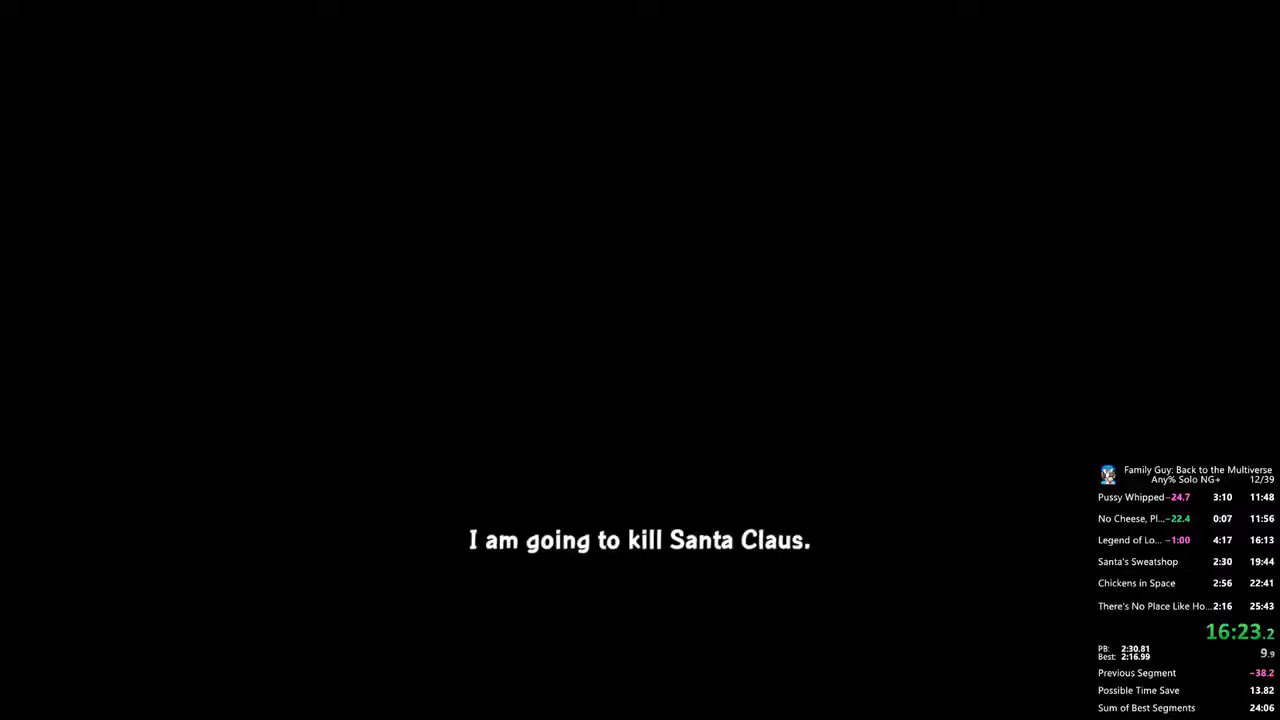 I am going to kill Santa Claus.
Family Guy: Back to the Multiverse
Any% Solo NG+ 12/39
Pussy Whipped -24.7 3:10 11:48
No Cheese, Pl... -22.4 0:07 11:56
Legend of Lo... -1:00 4:17 16:13
Santa's Sweatshop 2:30 19:44
Chickens in Space 2:56 22:41
There's No Place Like Ho... 2:16 25:43
16:23.2
PB: 2:30.81
Best: 2:16.99
9.9
Previous Segment -38.2
Possible Time Save 13.82
Sum of Best Segments 24:06